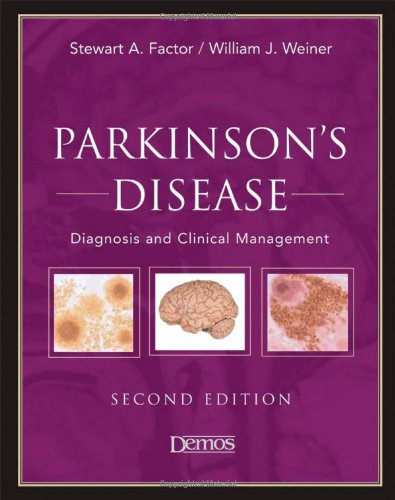 Stewart A. Factor / William J. Weiner
PARKINSON'S
DISEASE
Diagnosis and Clinical Management
SECOND EDITION
Demos